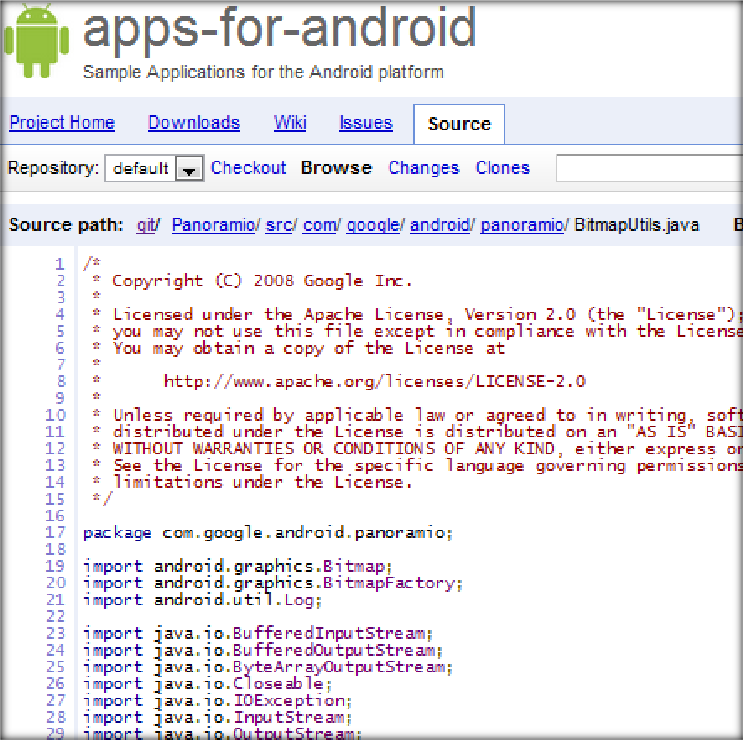 apps-for-android
Sample Applications for the Android platform
Project Home Downloads Wiki Issues Source
Repository: default Checkout Browse Changes Clones
Source path: git/ Panoramio/ src/ com/ google/ android/ panoramio/ BitmapUtils.java
1 /*
2 * Copyright (C) 2008 Google Inc.
3 *
4 * Licensed under the Apache License, Version 2.0 (the "License");
5 * you may not use this file except in compliance with the License
6 * You may obtain a copy of the License at
7 *
8 * http://www.apache.org/licenses/LICENSE-2.0
9 *
10 * Unless required by applicable law or agreed to in writing, soft
11 * distributed under the License is distributed on an "AS IS" BASI
12 * WITHOUT WARRANTIES OR CONDITIONS OF ANY KIND, either express or
13 * See the License for the specific language governing permissions
14 * limitations under the License.
15 */
16
17 package com.google.android.panoramio;
18
19 import android.graphics.Bitmap;
20 import android.graphics.BitmapFactory;
21 import android.util.Log;
22
23 import java.io.BufferedInputStream;
24 import java.io.BufferedOutputStream;
25 import java.io.ByteArrayOutputStream;
26 import java.io.Closeable;
27 import java.io.IOException;
28 import java.io.InputStream;
29 import java.io.OutputStream;